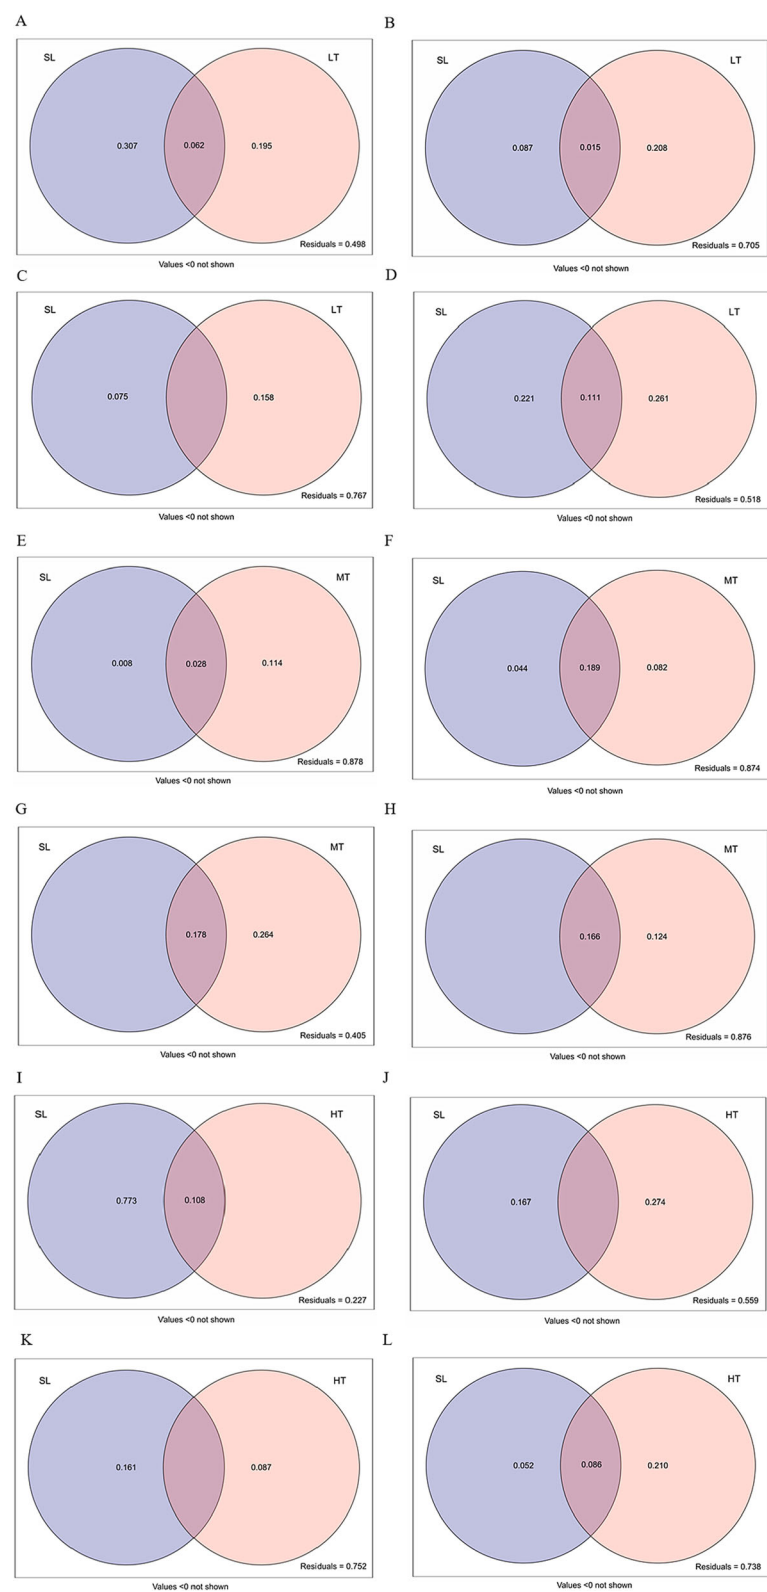 A
SL
LT
0.307
0.062
0.195
Residuals = 0.498
Values <0 not shown
B
SL
LT
0.087
0.015
0.208
Residuals = 0.705
Values <0 not shown
C
SL
LT
0.075
0.158
Residuals = 0.767
Values <0 not shown
D
SL
LT
0.221
0.111
0.261
Residuals = 0.518
Values <0 not shown
E
SL
MT
0.008
0.028
0.114
Residuals = 0.878
Values <0 not shown
F
SL
MT
0.044
0.189
0.082
Residuals = 0.874
Values <0 not shown
G
SL
MT
0.178
0.264
Residuals = 0.405
Values <0 not shown
H
SL
MT
0.166
0.124
Residuals = 0.876
Values <0 not shown
I
SL
HT
0.773
0.108
Residuals = 0.227
Values <0 not shown
J
SL
HT
0.167
0.274
Residuals = 0.559
Values <0 not shown
K
SL
HT
0.161
0.087
Residuals = 0.752
Values <0 not shown
L
SL
HT
0.052
0.086
0.210
Residuals = 0.738
Values <0 not shown